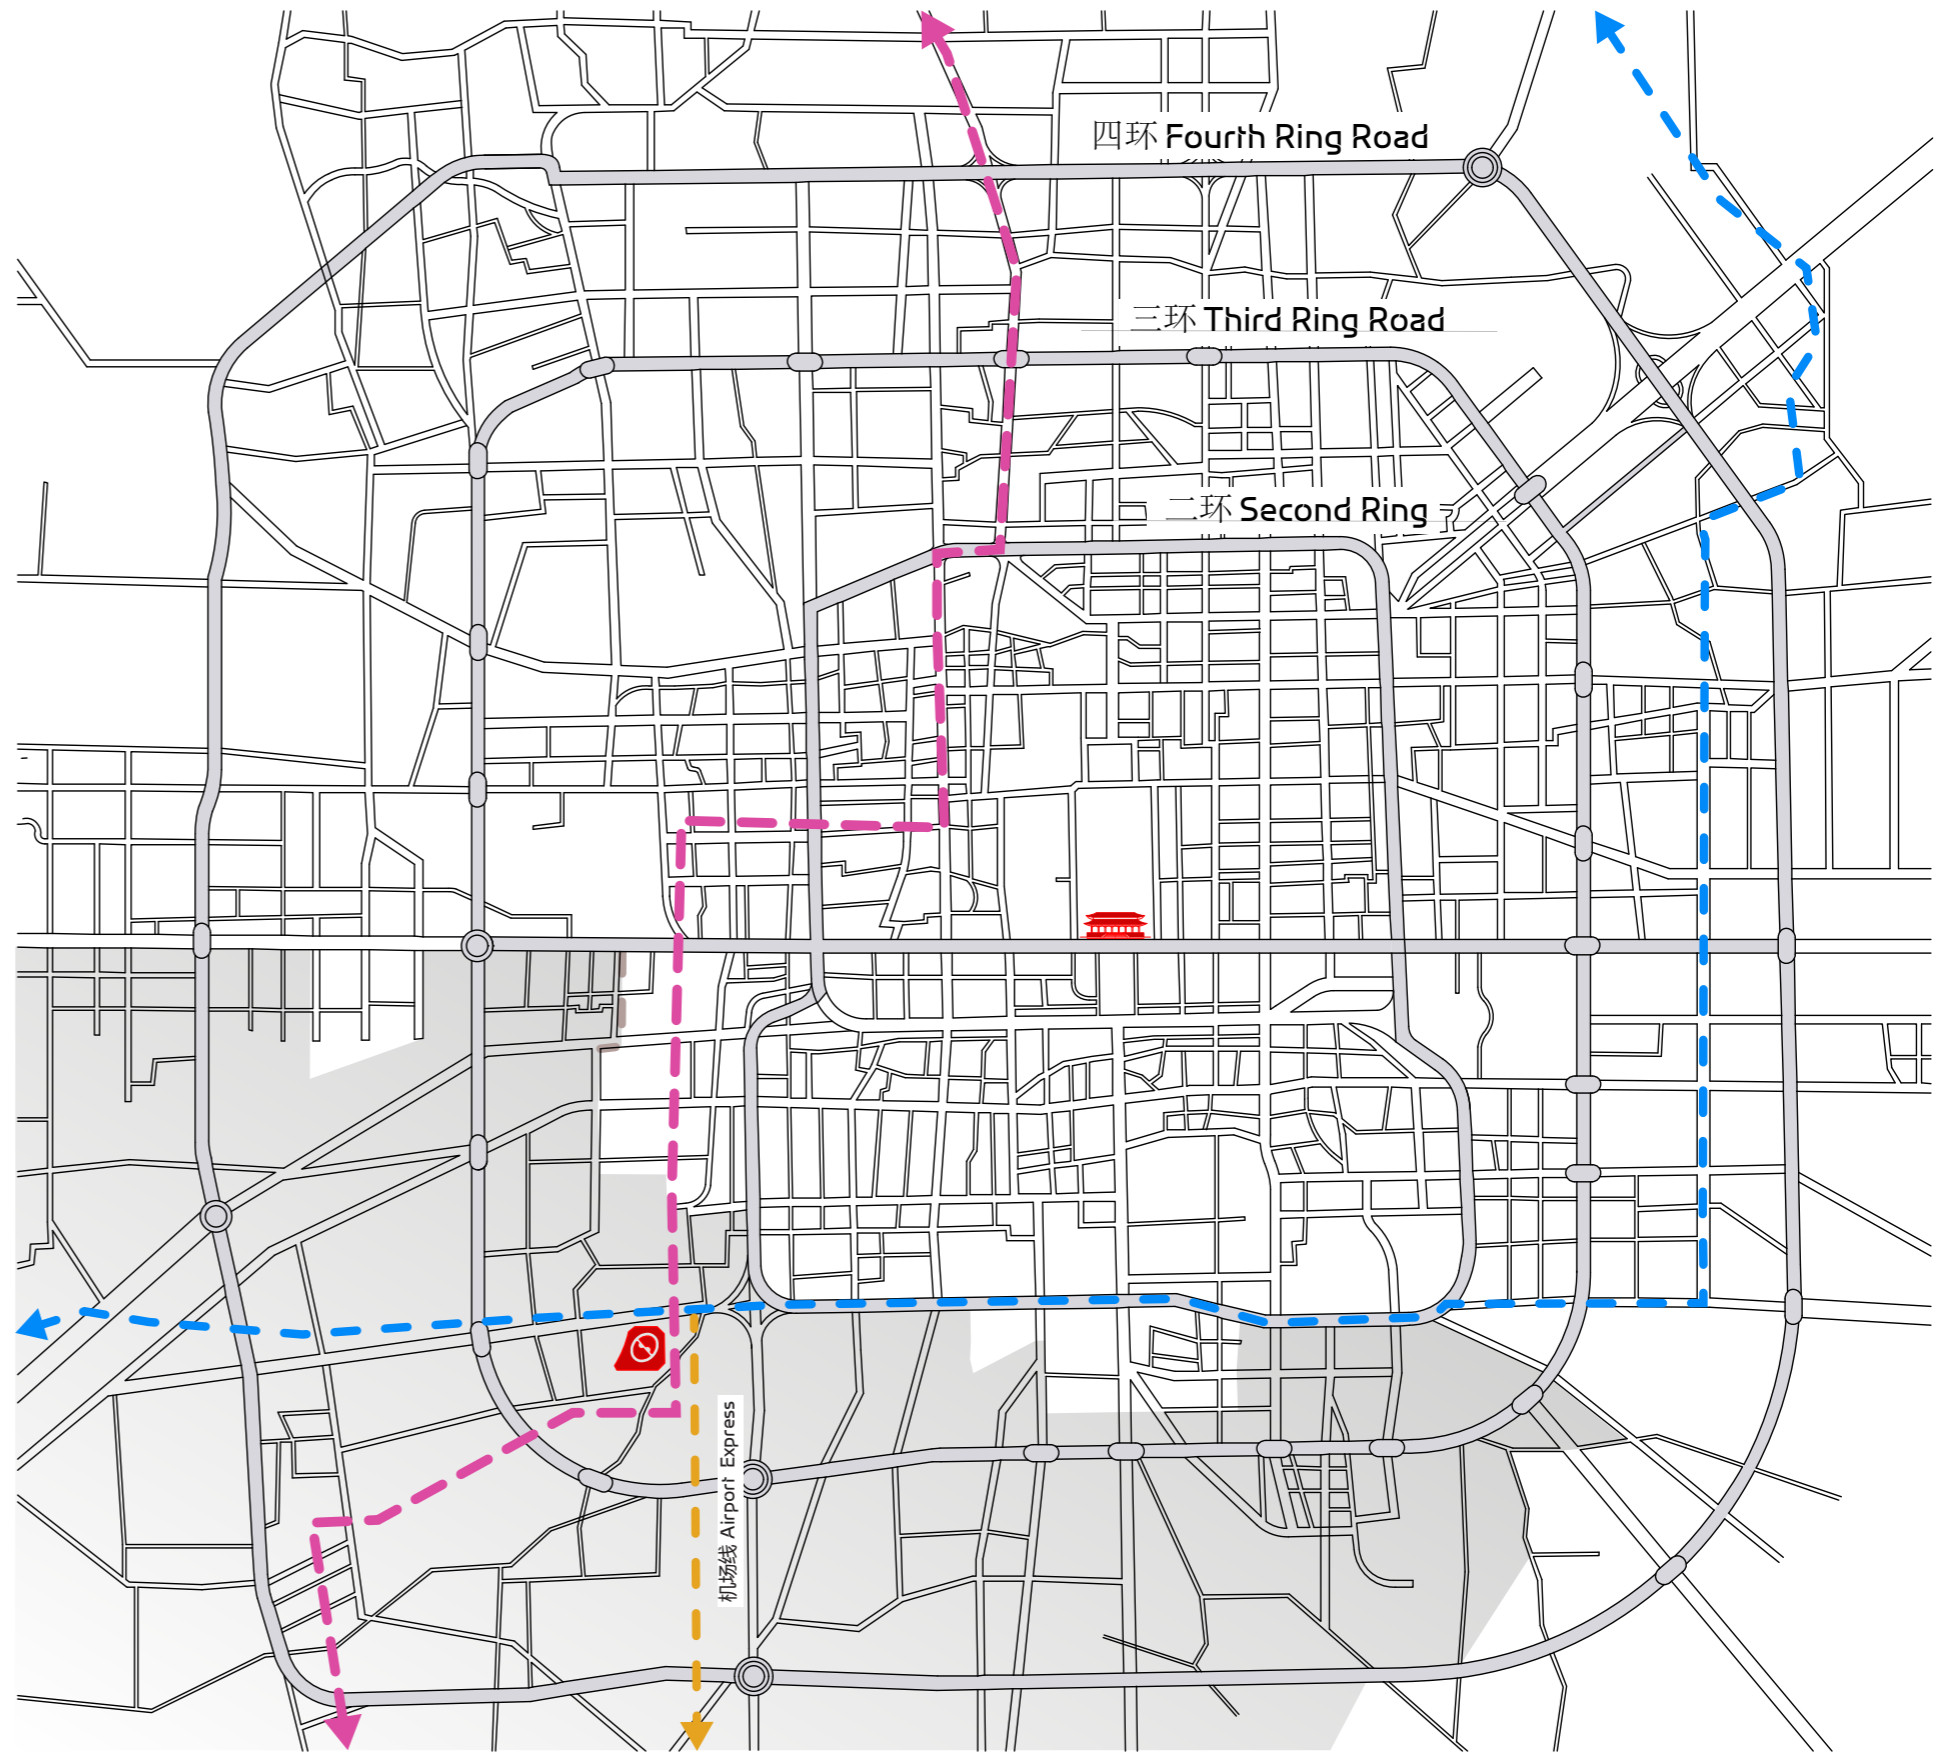 四环 Fourth Ring Road
三环 Third Ring Road
二环 Second Ring
机场线 Airport Express